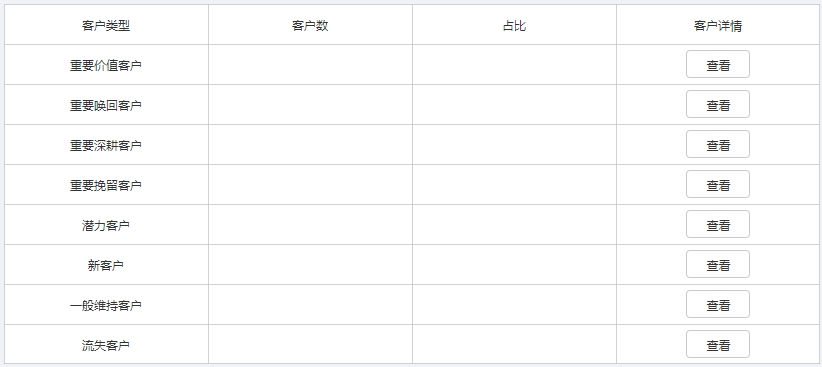 客户类型 客户数 占比 客户详情
重要价值客户 查看
重要唤回客户 查看
重要深耕客户 查看
重要挽留客户 查看
潜力客户 查看
新客户 查看
一般维持客户 查看
流失客户 查看